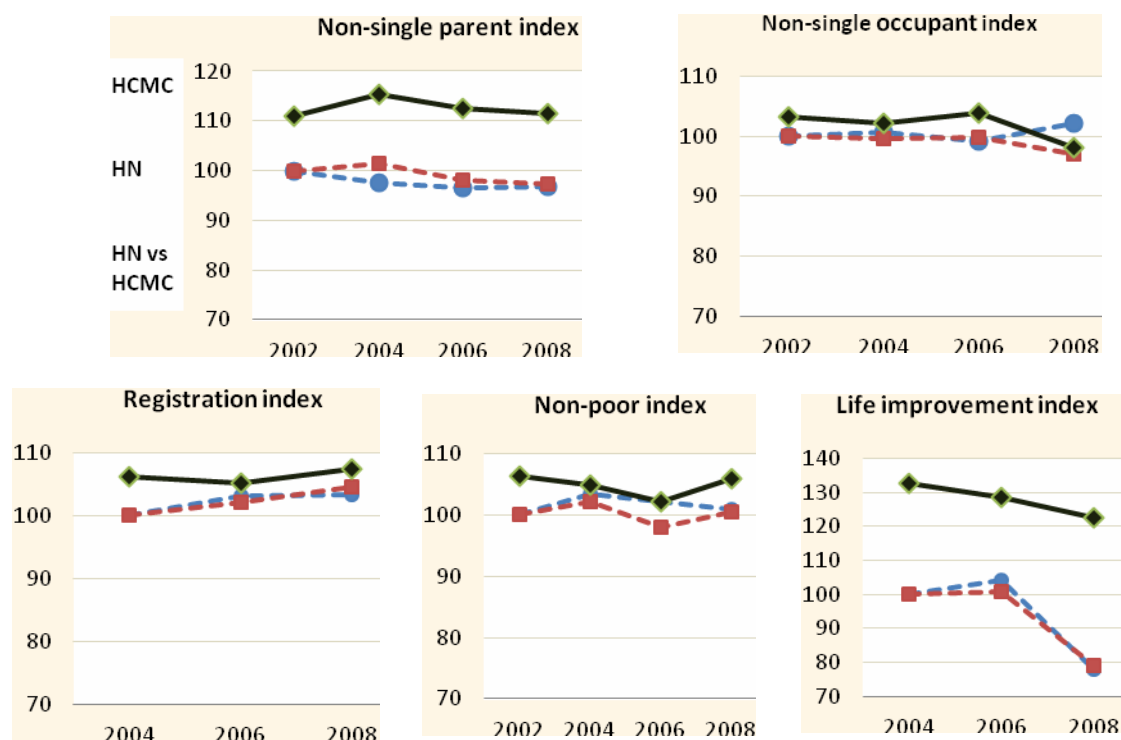 Non-single parent index
HCMC
HN
HN vs
HCMC
120
110
100
90
80
70
2002 2004 2006 2008
Non-single occupant index
110
100
90
80
70
2002 2004 2006 2008
Registration index
110
100
90
80
70
2004 2006 2008
Non-poor index
110
100
90
80
70
2002 2004 2006 2008
Life improvement index
140
130
120
110
100
90
80
70
2004 2006 2008